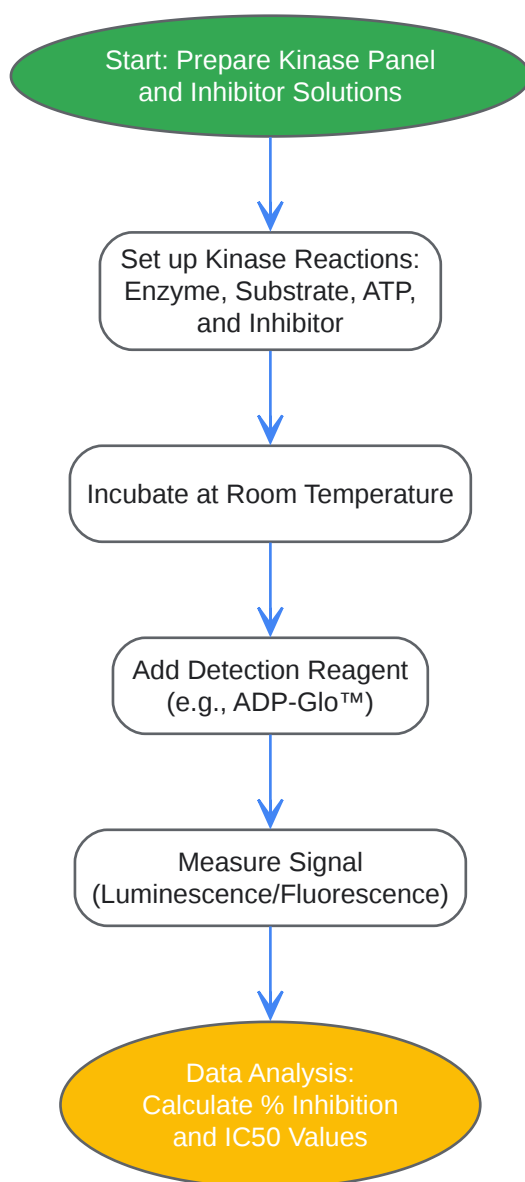 Start: Prepare Kinase Panel
and Inhibitor Solutions
Set up Kinase Reactions:
Enzyme, Substrate, ATP,
and Inhibitor
Incubate at Room Temperature
Add Detection Reagent
(e.g., ADP-Glo™)
Measure Signal
(Luminescence/Fluorescence)
Data Analysis:
Calculate % Inhibition
and IC50 Values